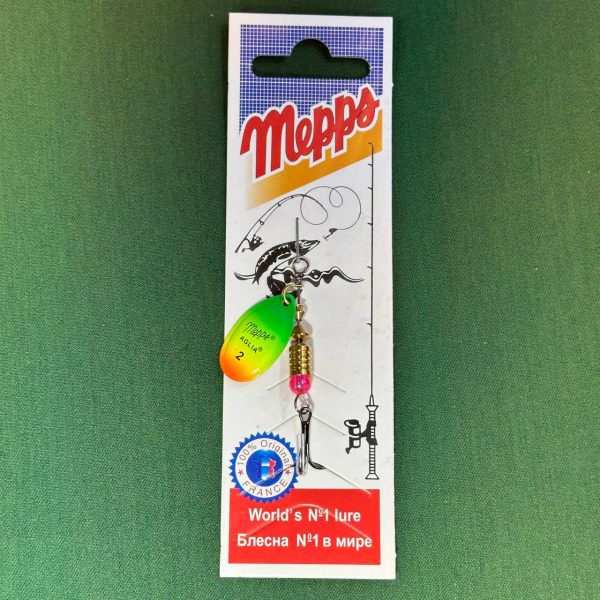 mepps
mepps®
AGLIA®
2
100% Original
FRANCE
World's №1 lure
Блесна №1 в мире